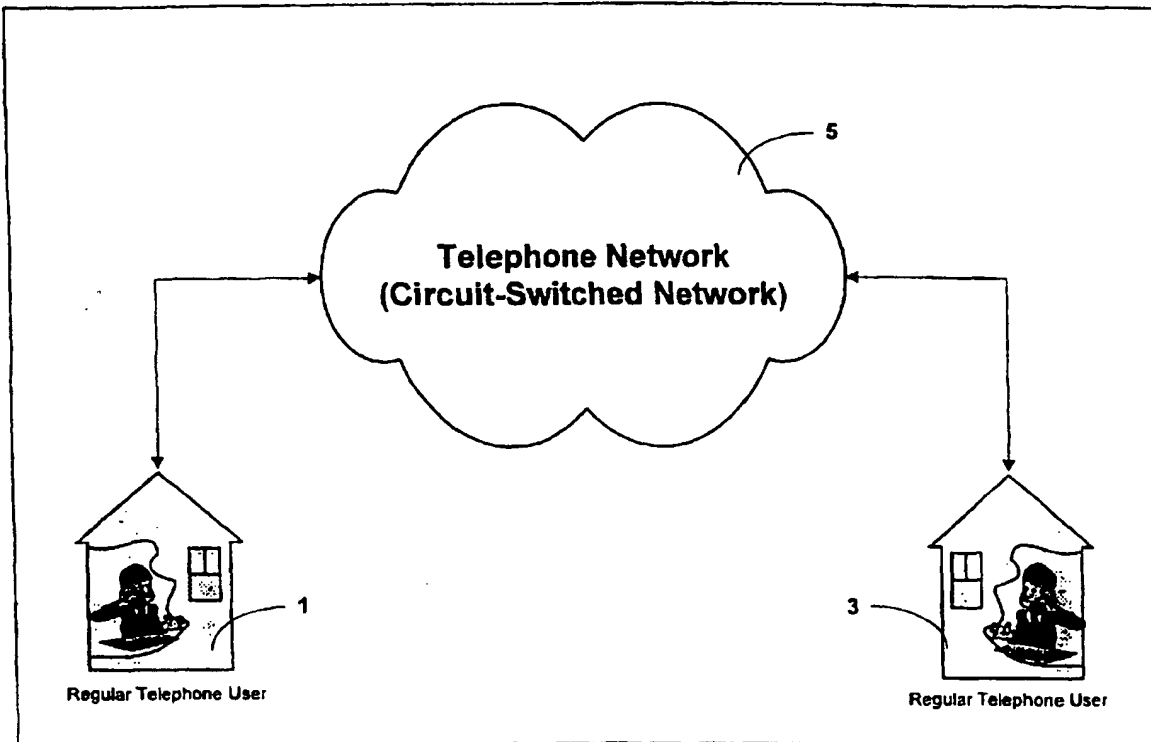 5
Telephone Network
(Circuit-Switched Network)
1
3
Regular Telephone User
Regular Telephone User